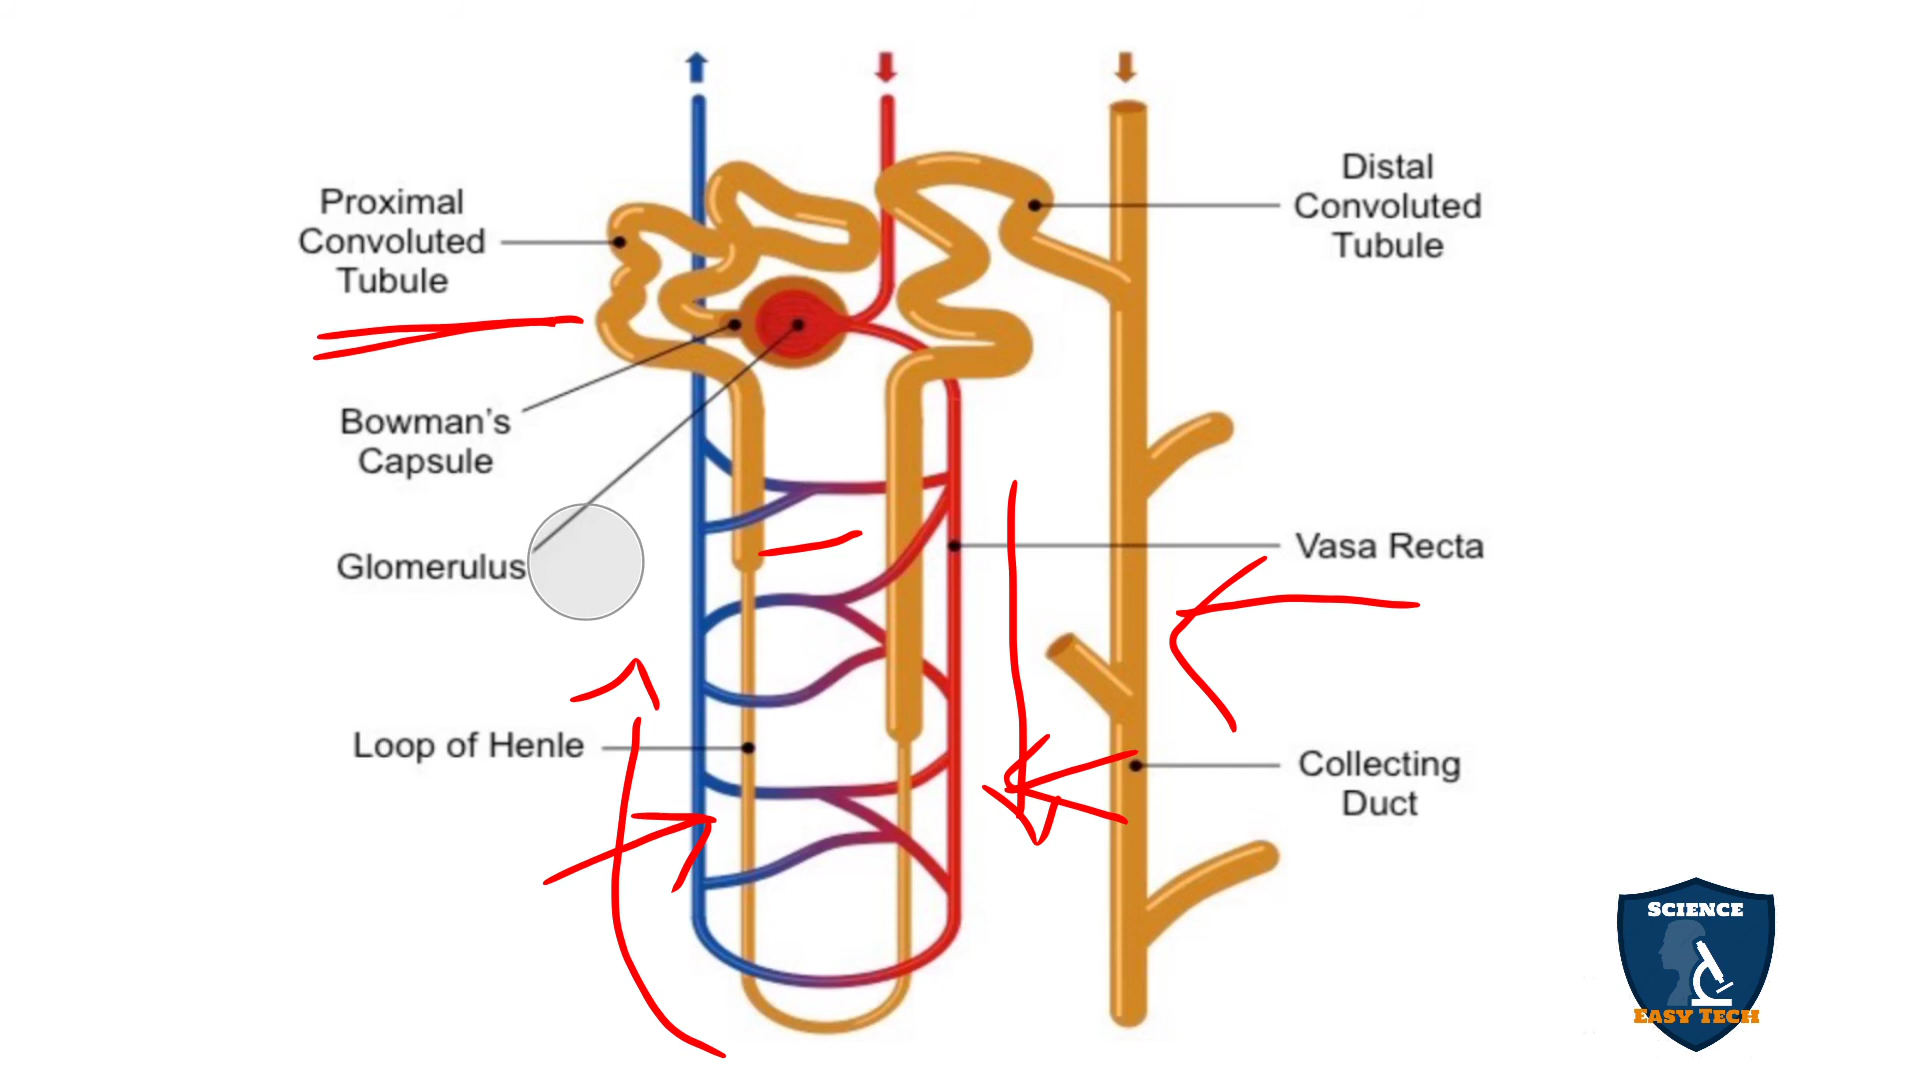 Proximal
Convoluted
Tubule
Bowman's
Capsule
Glomerulus
Loop of Henle
Distal
Convoluted
Tubule
Vasa Recta
Collecting
Duct
SCIENCE
EASY TECH